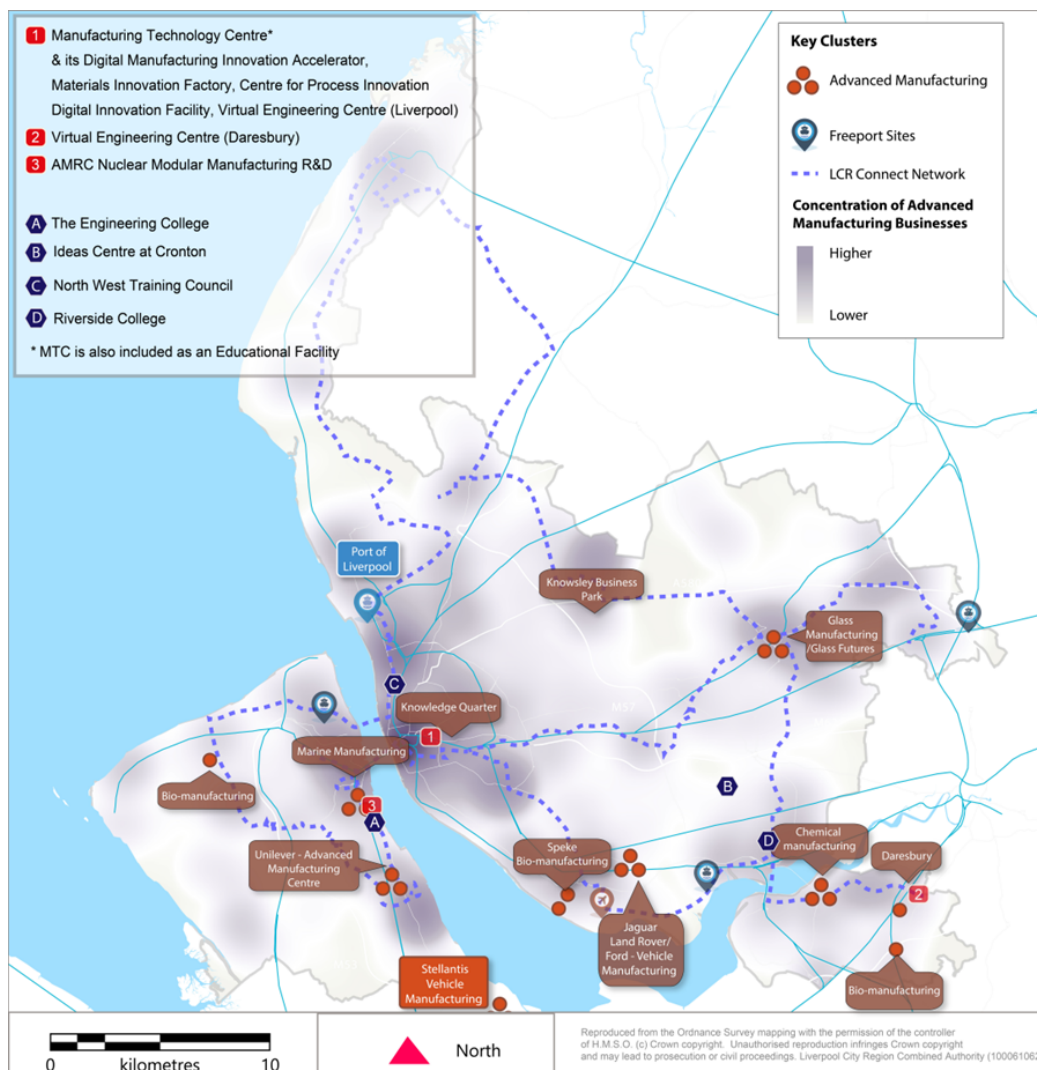 1 Manufacturing Technology Centre*
& its Digital Manufacturing Innovation Accelerator,
Materials Innovation Factory, Centre for Process Innovation
Digital Innovation Facility, Virtual Engineering Centre (Liverpool)
2 Virtual Engineering Centre (Daresbury)
3 AMRC Nuclear Modular Manufacturing R&D
A The Engineering College
B Ideas Centre at Cronton
C North West Training Council
D Riverside College
* MTC is also included as an Educational Facility
Key Clusters
Advanced Manufacturing
Freeport Sites
LCR Connect Network
Concentration of Advanced
Manufacturing Businesses
Higher
Lower
Port of
Liverpool
Knowsley Business
Park
Glass
Manufacturing
/Glass Futures
C
Knowledge Quarter
M57
1
Marine Manufacturing
Bio-manufacturing
3
A
B
D
Unilever - Advanced
Manufacturing
Centre
Speke
Bio-manufacturing
Chemical
manufacturing
Daresbury
2
Jaguar
Land Rover/
Ford - Vehicle
Manufacturing
Stellantis
Vehicle
Manufacturing
Bio-manufacturing
0 kilometres 10
North
Reproduced from the Ordnance Survey mapping with the permission of the controller
of H.M.S.O. (c) Crown copyright. Unauthorised reproduction infringes Crown copyright
and may lead to prosecution or civil proceedings. Liverpool City Region Combined Authority (100061062